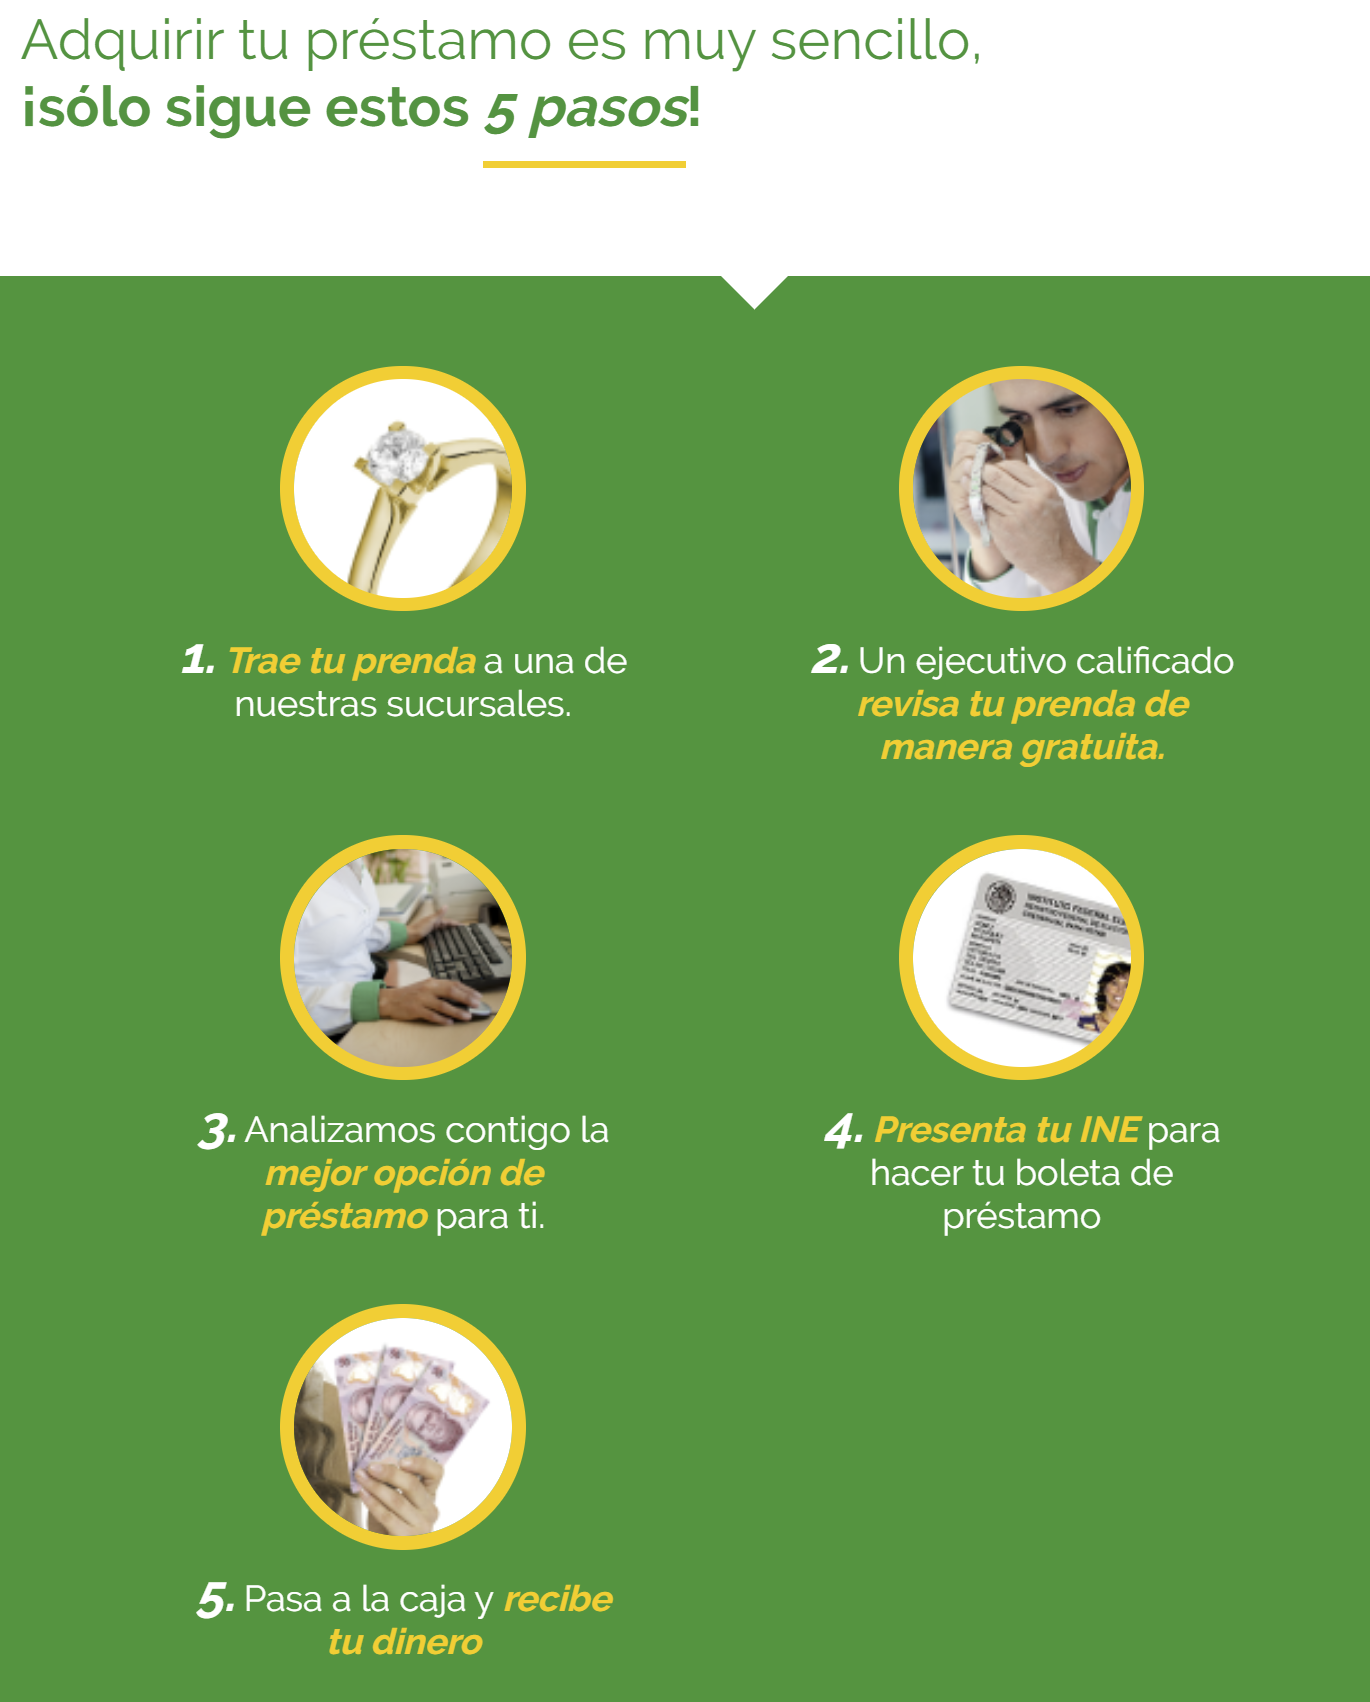 Adquirir tu préstamo es muy sencillo,
¡sólo sigue estos 5 pasos!
1. Trae tu prenda a una de
nuestras sucursales.
2. Un ejecutivo calificado
revisa tu prenda de
manera gratuita.
3. Analizamos contigo la
mejor opción de
préstamo para ti.
4. Presenta tu INE para
hacer tu boleta de
préstamo
5. Pasa a la caja y recibe
tu dinero